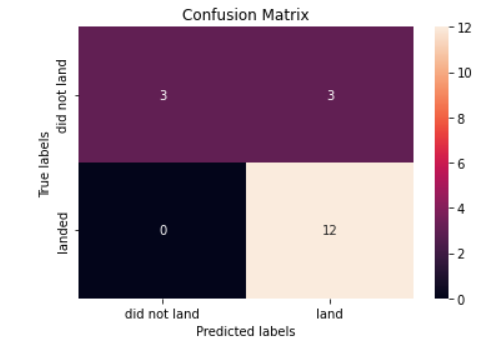 Confusion Matrix
True labels
did not land
landed
3
3
0
12
did not land
land
Predicted labels
12
10
8
6
4
2
0